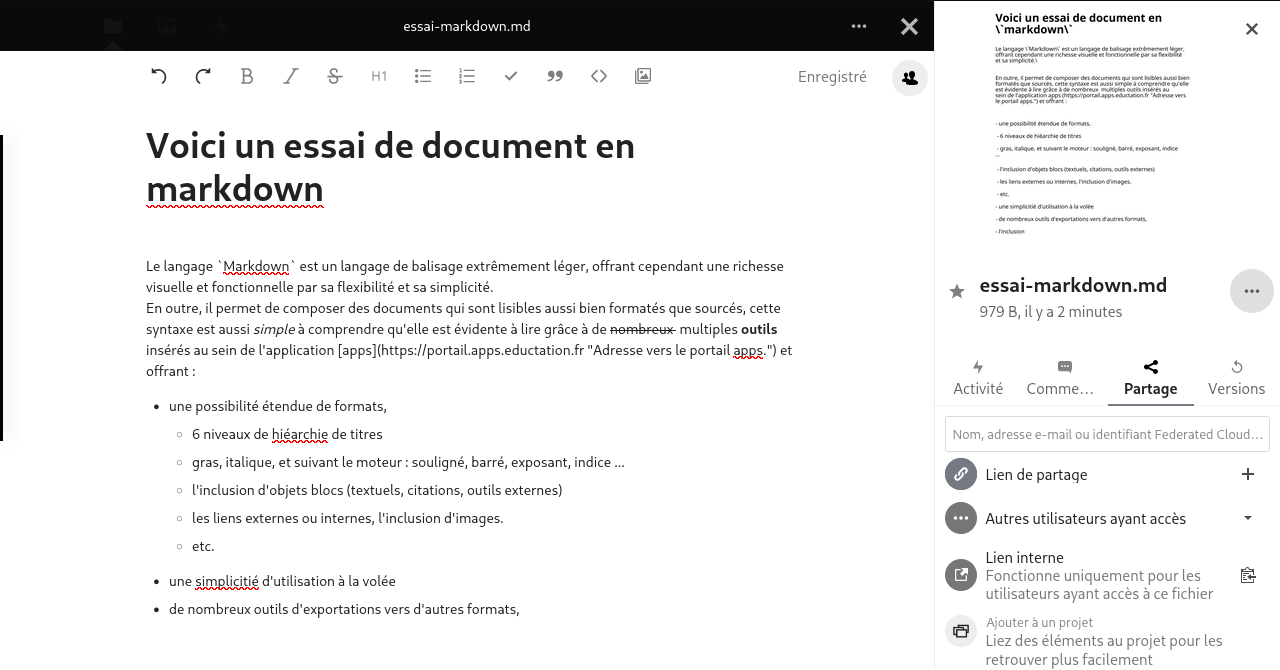 essai-markdown.md
H1
Enregistré
Voici un essai de document en
markdown
Le langage `Markdown` est un langage de balisage extrêmement léger, offrant cependant une richesse
visuelle et fonctionnelle par sa flexibilité et sa simplicité.
En outre, il permet de composer des documents qui sont lisibles aussi bien formatés que sourcés, cette
syntaxe est aussi simple à comprendre qu'elle est évidente à lire grâce à de nombreux multiples outils
insérés au sein de l'application [apps](https://portail.apps.eductation.fr "Adresse vers le portail apps.") et
offrant :
une possibilité étendue de formats,
6 niveaux de hiéarchie de titres
gras, italique, et suivant le moteur : souligné, barré, exposant, indice ...
l'inclusion d'objets blocs (textuels, citations, outils externes)
les liens externes ou internes, l'inclusion d'images.
etc.
une simplicitié d'utilisation à la volée
de nombreux outils d'exportations vers d'autres formats,
Voici un essai de document en
\`markdown\`
Le langage \`Markdown\` est un langage de balisage extrêmement léger,
offrant cependant une richesse visuelle et fonctionnelle par sa flexibilité
et sa simplicité.\
En outre, il permet de composer des documents qui sont lisibles aussi bien
formatés que sourcés, cette syntaxe est aussi simple à comprendre qu'elle
est évidente à lire grâce à de nombreux multiples outils insérés au
sein de l'application apps (https://portail.apps.eductation.fr "Adresse vers
le portail apps.") et offrant :
- une possibilité étendue de formats,
- 6 niveaux de hiéarchie de titres
- gras, italique, et suivant le moteur : souligné, barré, exposant, indice
...
- l'inclusion d'objets blocs (textuels, citations, outils externes)
- les liens externes ou internes, l'inclusion d'images.
- etc.
- une simplicitié d'utilisation à la volée
- de nombreux outils d'exportations vers d'autres formats,
- l'inclusion
essai-markdown.md
979 B, il y a 2 minutes
Activité
Comme…
Partage
Versions
Nom, adresse e-mail ou identifiant Federated Cloud…
Lien de partage
Autres utilisateurs ayant accès
Lien interne
Fonctionne uniquement pour les
utilisateurs ayant accès à ce fichier
Ajouter à un projet
Liez des éléments au projet pour les
retrouver plus facilement